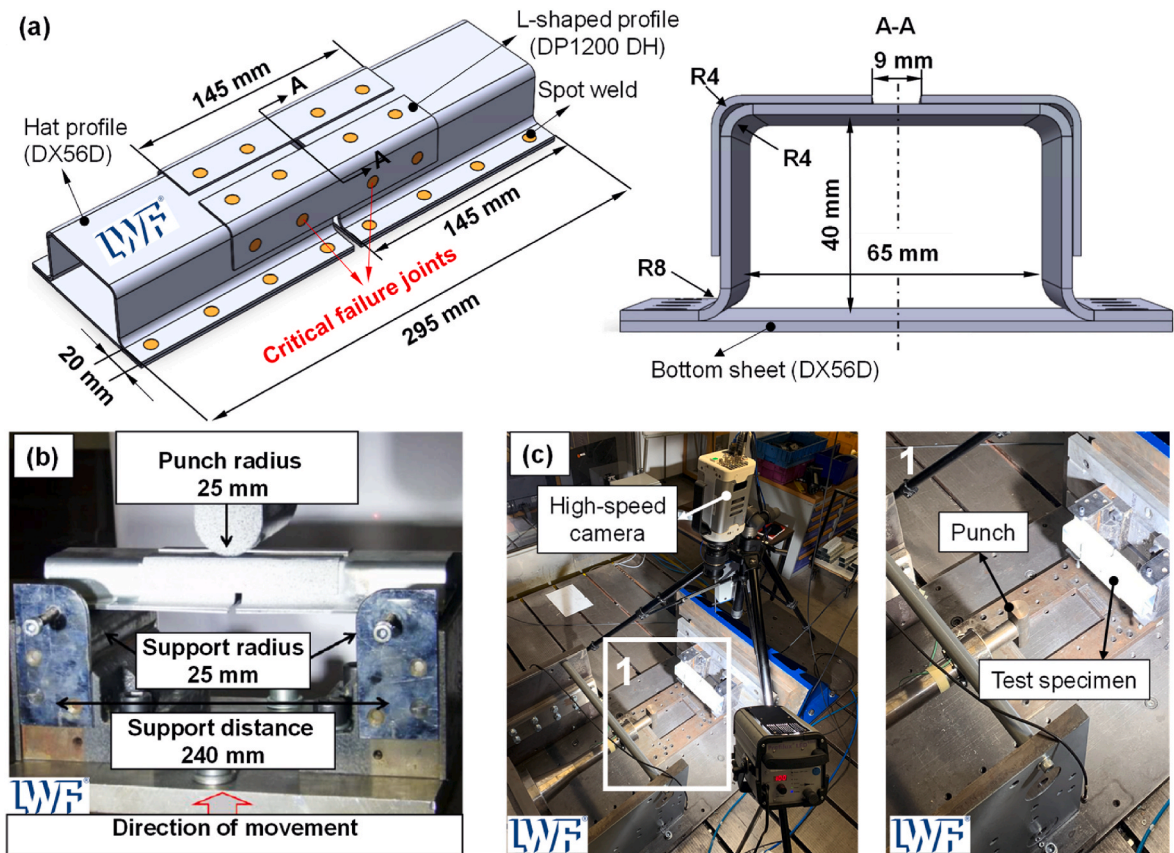 (a)
145 mm
A
A
L-shaped profile
(DP1200 DH)
Spot weld
Hat profile
(DX56D)
LWF®
Critical failure joints
145 mm
295 mm
20 mm
A-A
9 mm
R4
R4
40 mm
65 mm
R8
Bottom sheet (DX56D)
(b)
Punch radius
25 mm
Support radius
25 mm
Support distance
240 mm
LWF®
Direction of movement
(c)
High-speed
camera
1
LWF®
1
Punch
Test specimen
LWF®